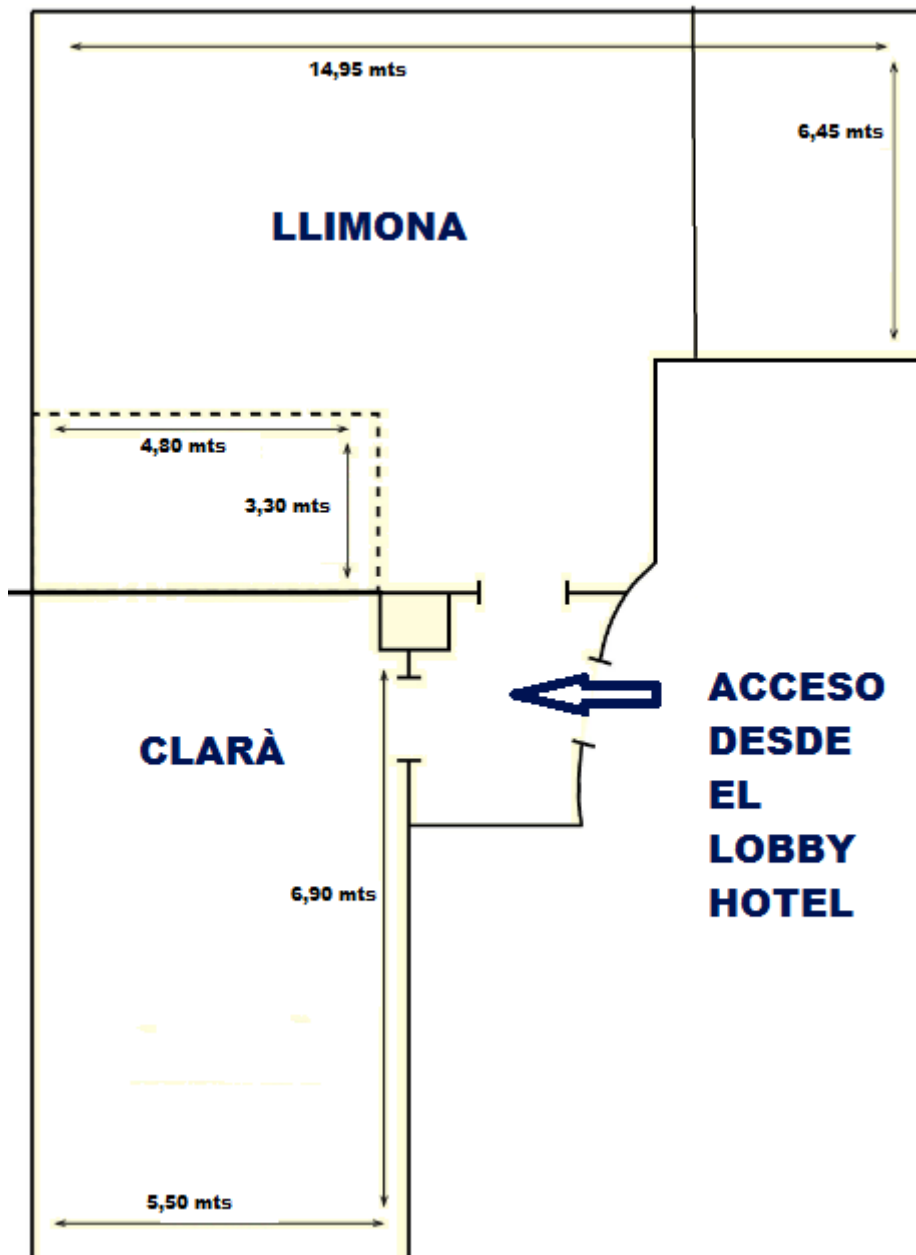 14,95 mts
6,45 mts
LLIMONA
4,80 mts
3,30 mts
ACCESO
DESDE
EL
LOBBY
HOTEL
CLARÀ
6,90 mts
5,50 mts